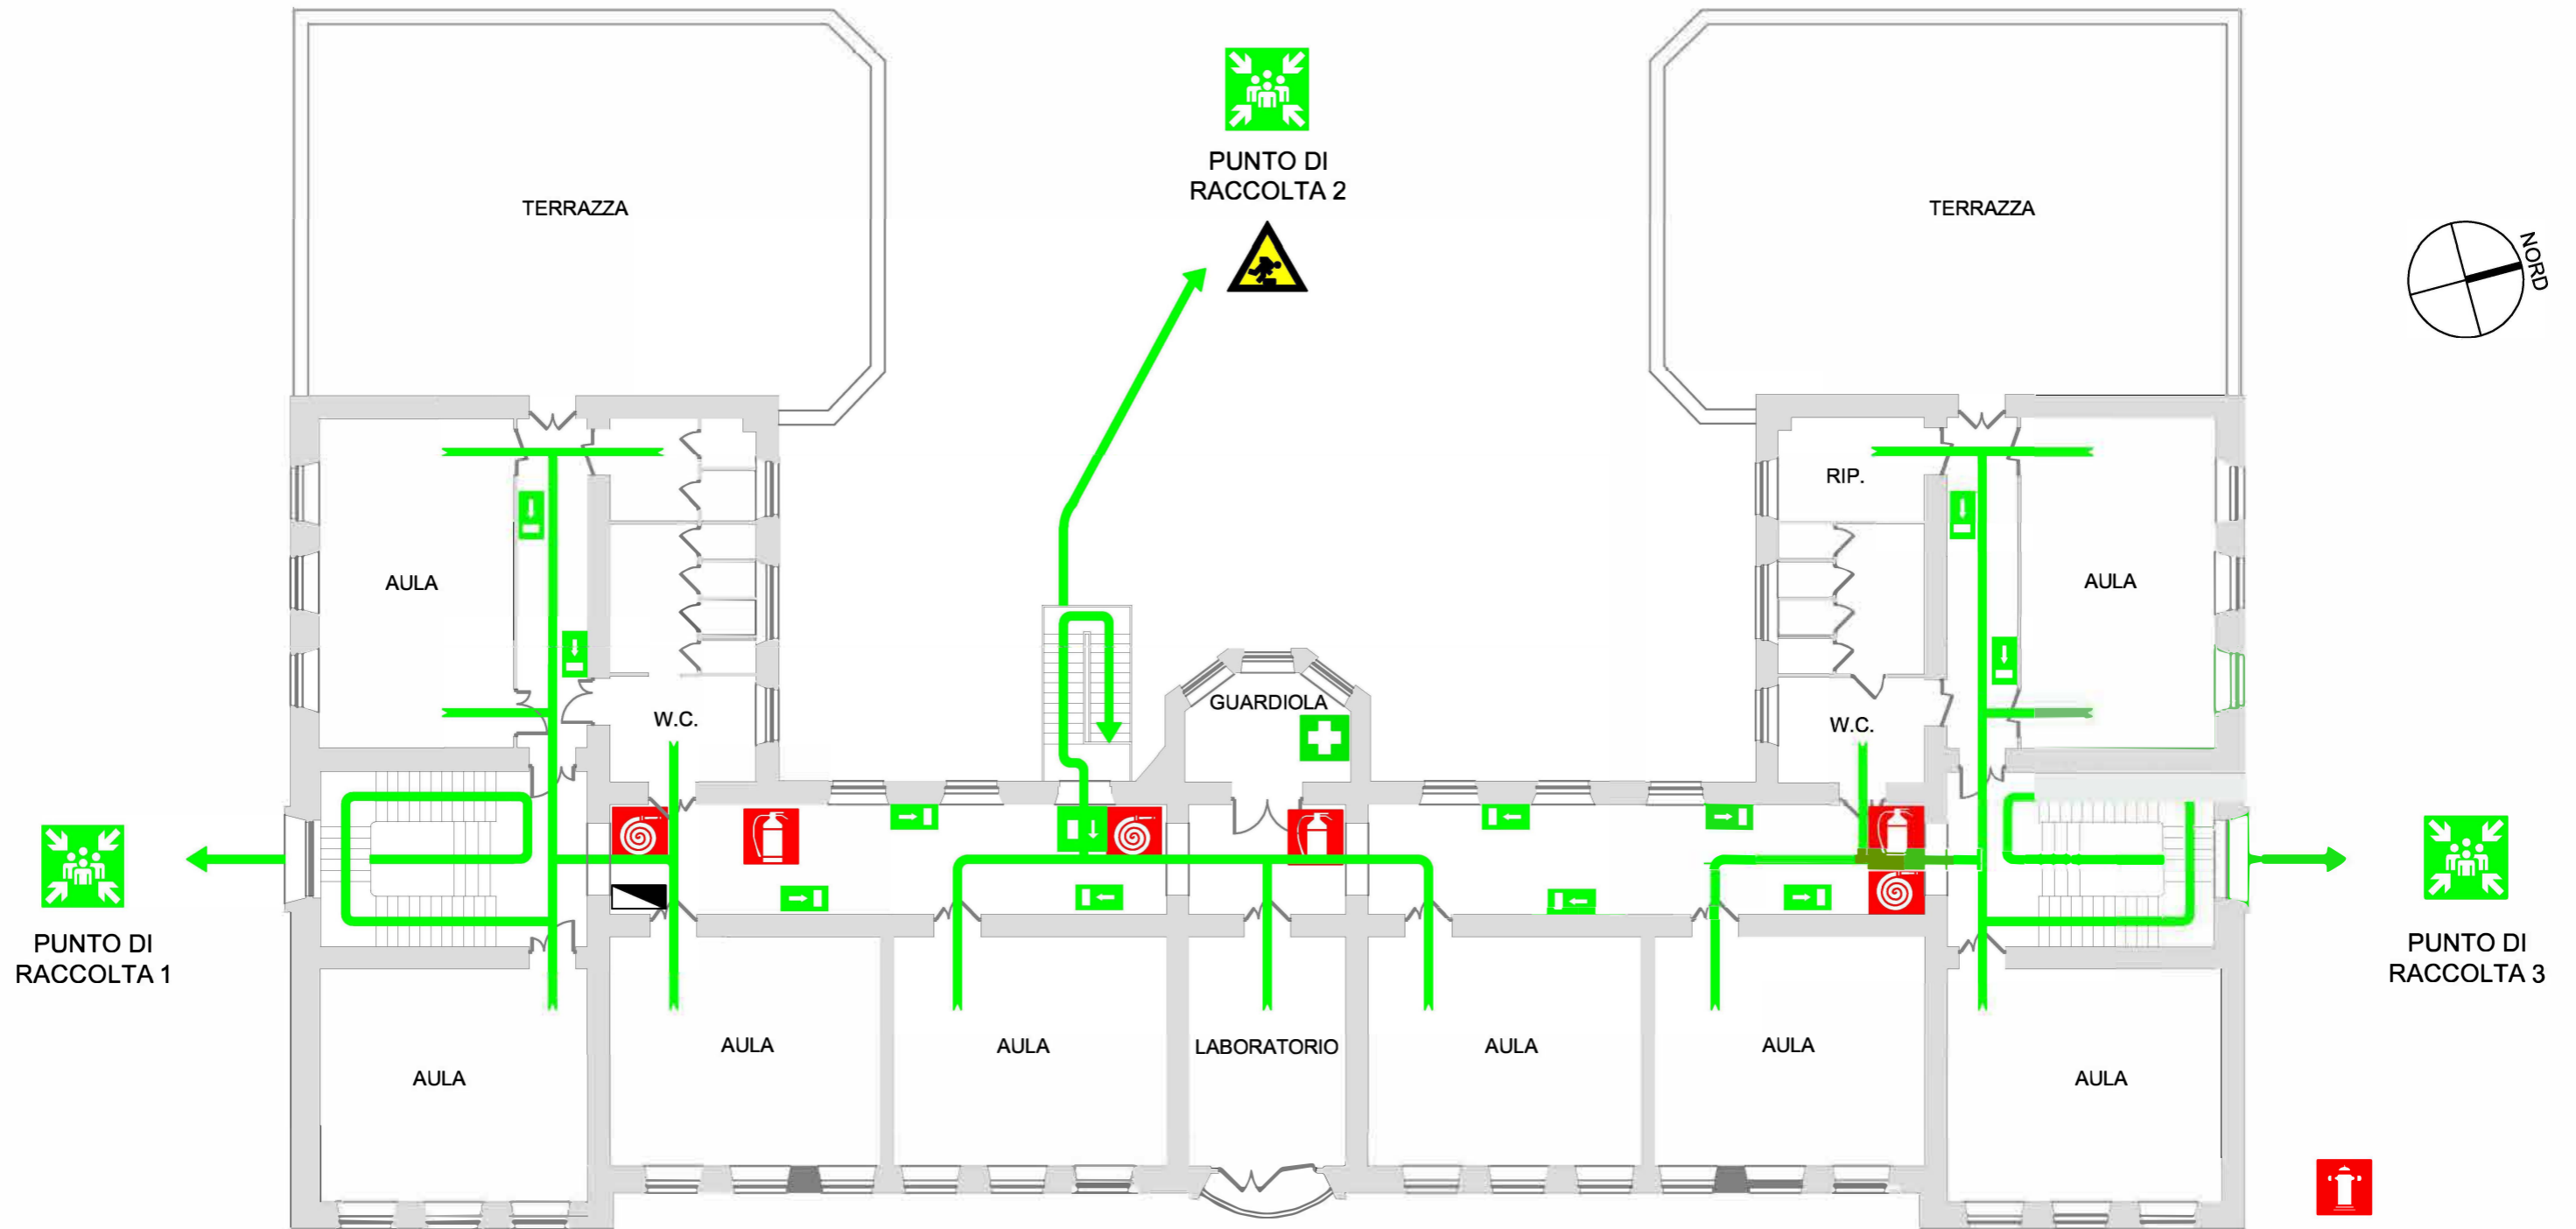 PUNTO DI
RACCOLTA 2
TERRAZZA
TERRAZZA
NORD
RIP.
AULA
AULA
GUARDIOLA
W.C.
W.C.
PUNTO DI
RACCOLTA 1
PUNTO DI
RACCOLTA 3
AULA
AULA
AULA
LABORATORIO
AULA
AULA
AULA